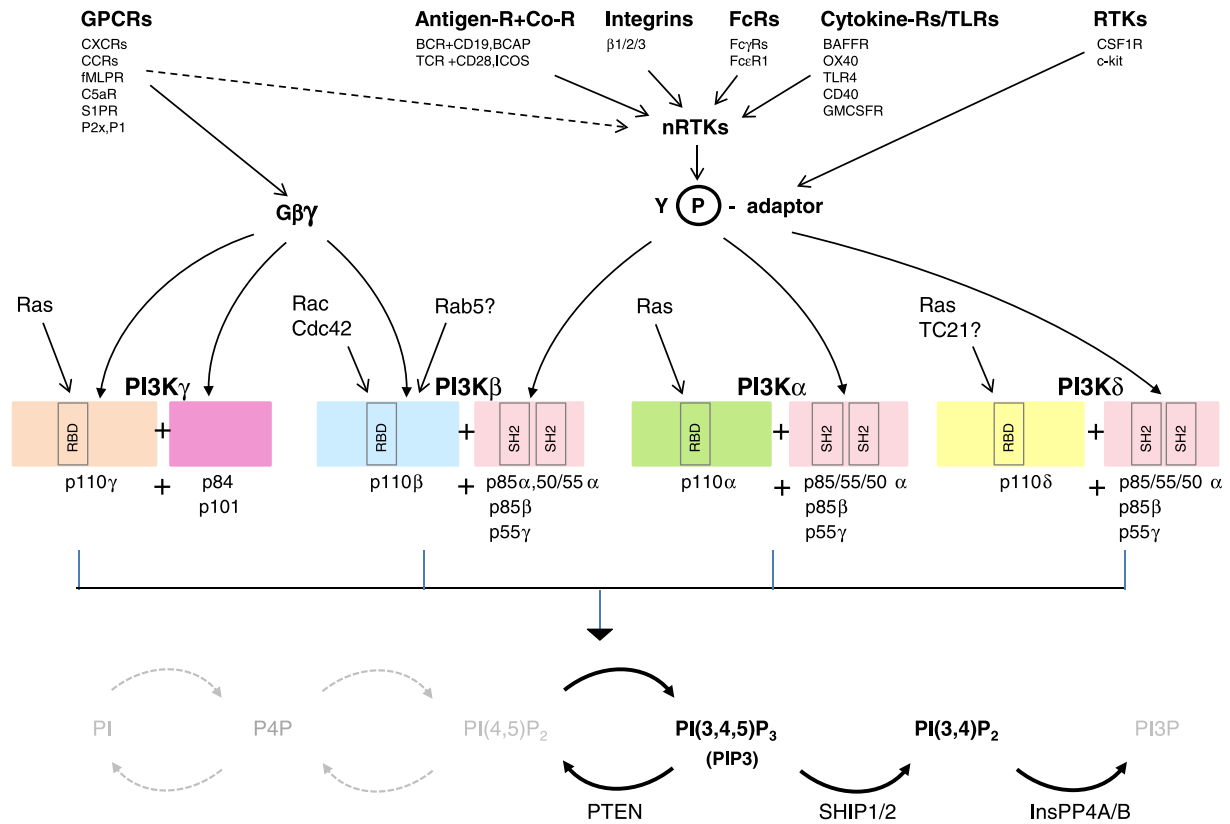 GPCRs
CXCRs
CCRs
fMLPR
C5aR
S1PR
P2x,P1
Antigen-R+Co-R
BCR+CD19,BCAP
TCR +CD28,ICOS
Integrins
β1/2/3
FcRs
FcγRs
FcεR1
Cytokine-Rs/TLRs
BAFFR
OX40
TLR4
CD40
GMCSFR
RTKs
CSF1R
c-kit
nRTKs
Gβγ
Y P - adaptor
Ras
Rac
Cdc42
Rab5?
Ras
Ras
TC21?
PI3Kγ
PI3Kβ
PI3Kα
PI3Kδ
RBD + 
RBD + SH2 SH2
RBD + SH2 SH2
RBD + SH2 SH2
p110γ + p84
p101
p110β + p85α,50/55 α
p85β
p55γ
p110α + p85/55/50 α
p85β
p55γ
p110δ + p85/55/50 α
p85β
p55γ
PI P4P PI(4,5)P₂ PI(3,4,5)P₃ PI(3,4)P₂ PI3P
(PIP3)
PTEN SHIP1/2 InsPP4A/B